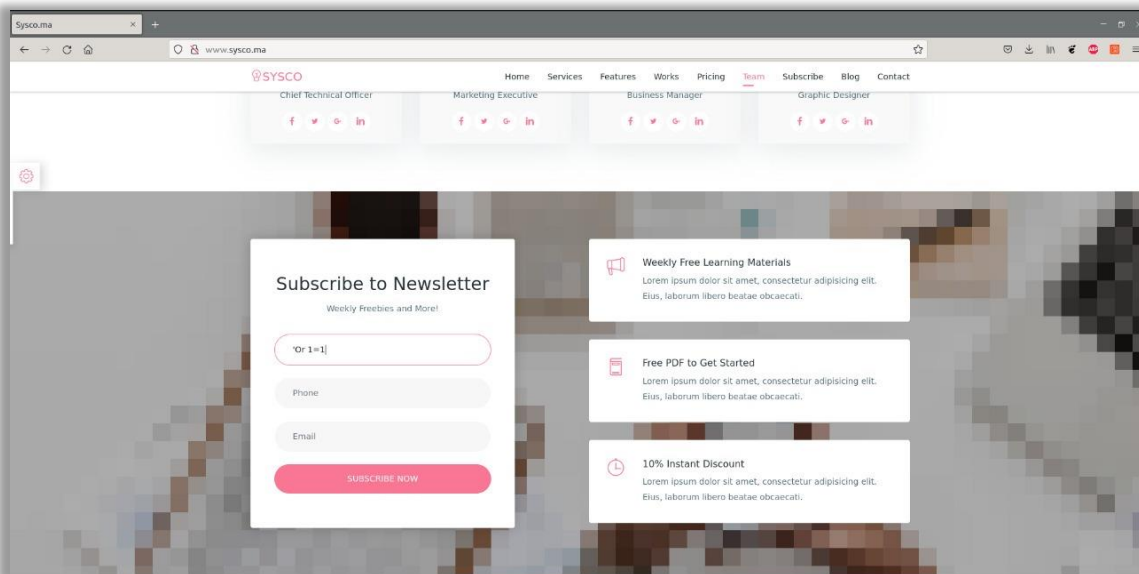 Sysco.ma × +
www.sysco.ma
SYSCO Home Services Features Works Pricing Team Subscribe Blog Contact
Chief Technical Officer Marketing Executive Business Manager Graphic Designer
Subscribe to Newsletter
Weekly Freebies and More!
'Or 1=1
Phone
Email
SUBSCRIBE NOW
Weekly Free Learning Materials
Lorem ipsum dolor sit amet, consectetur adipisicing elit.
Eius, laborum libero beatae obcaecati.
Free PDF to Get Started
Lorem ipsum dolor sit amet, consectetur adipisicing elit.
Eius, laborum libero beatae obcaecati.
10% Instant Discount
Lorem ipsum dolor sit amet, consectetur adipisicing elit.
Eius, laborum libero beatae obcaecati.